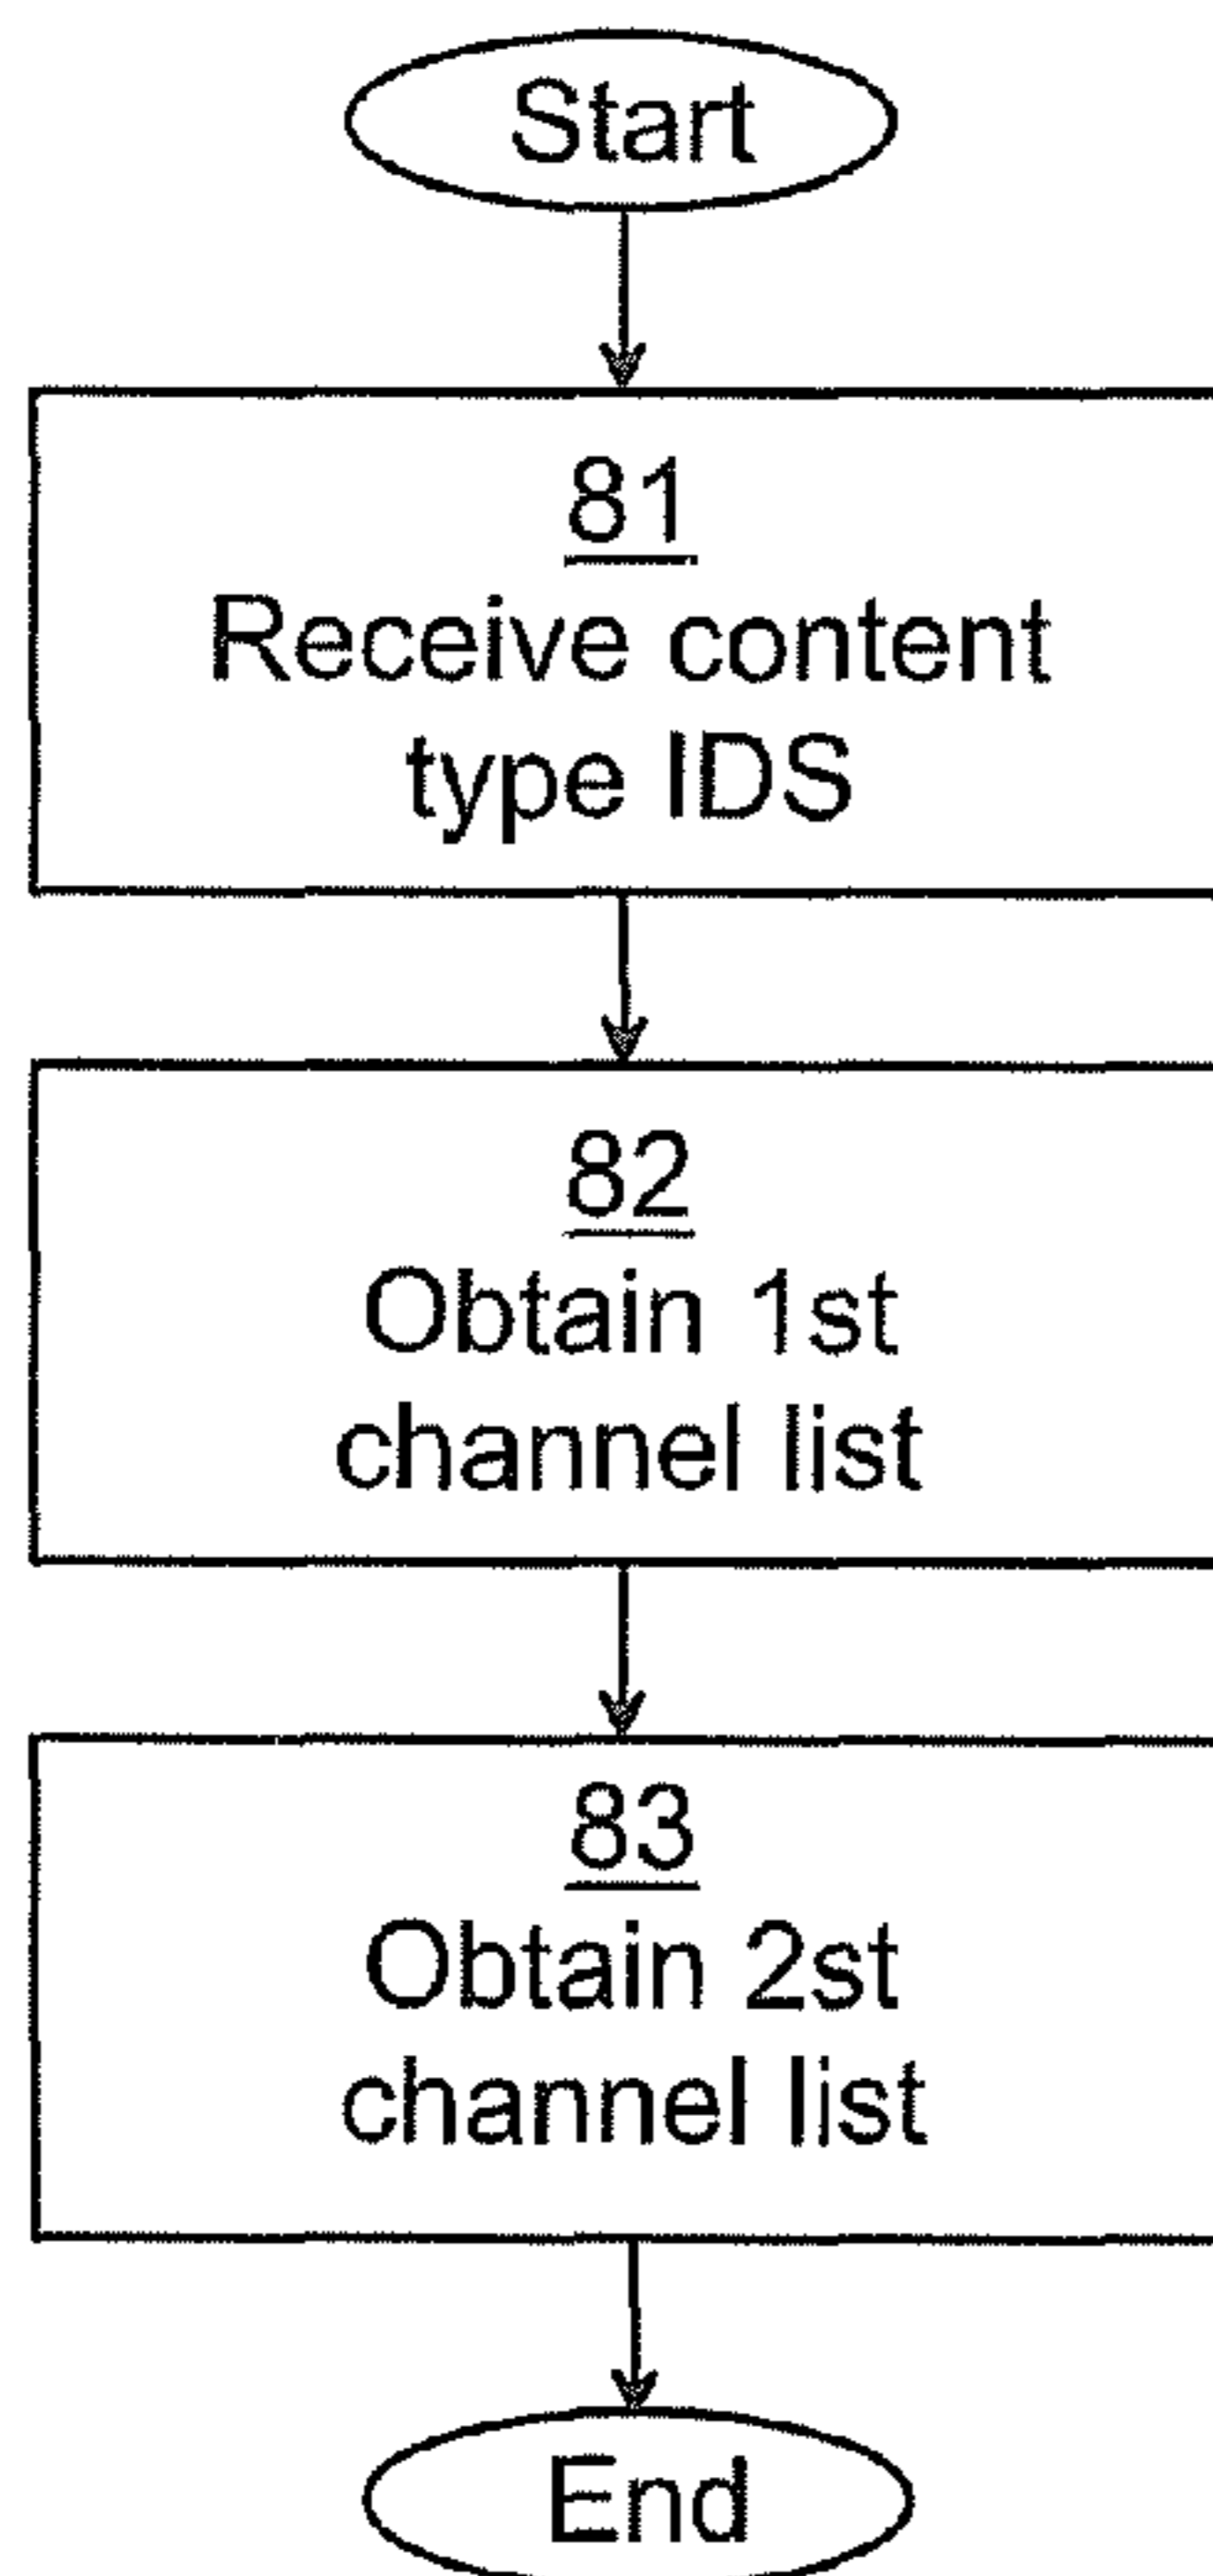 Start
81
Receive content
type IDS
82
Obtain 1st
channel list
83
Obtain 2st
channel list
End